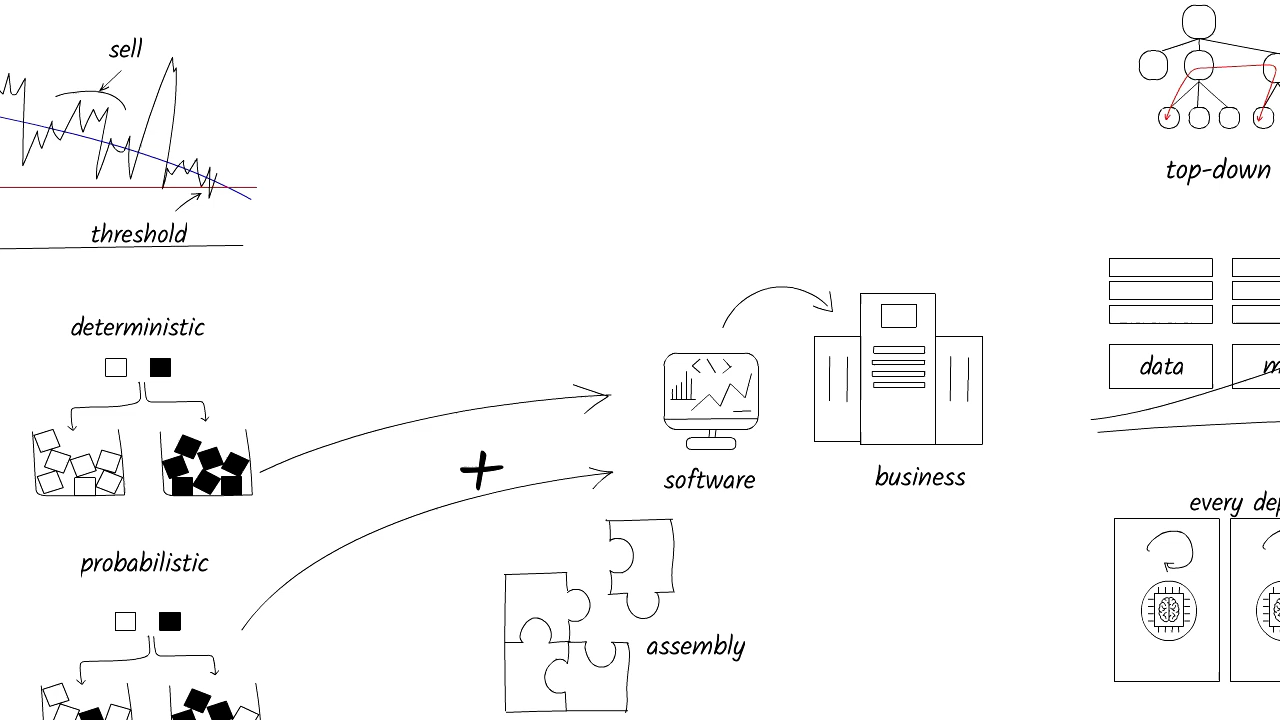 sell
threshold
deterministic
probabilistic
+
< \ >
software
business
assembly
top-down
data
every